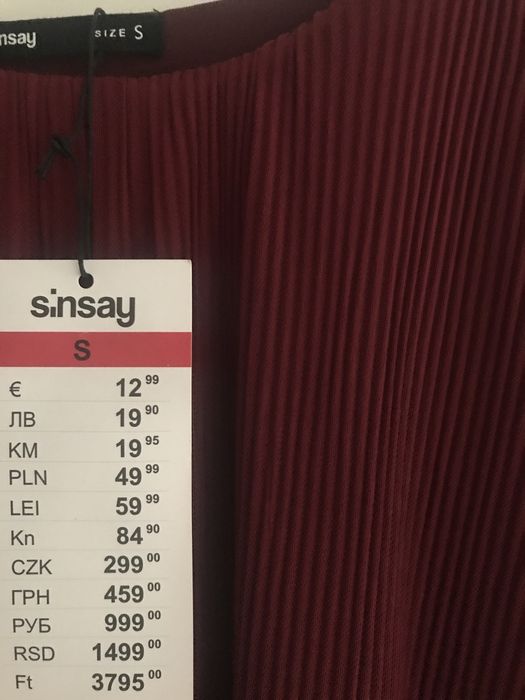 nsay SIZE S
sinsay
S
€ 12 99
ЛВ 19 90
KM 19 95
PLN 49 99
LEI 59 99
Kn 84 90
CZK 299 00
ГРН 459 00
РУБ 999 00
RSD 1499 00
Ft 3795 00